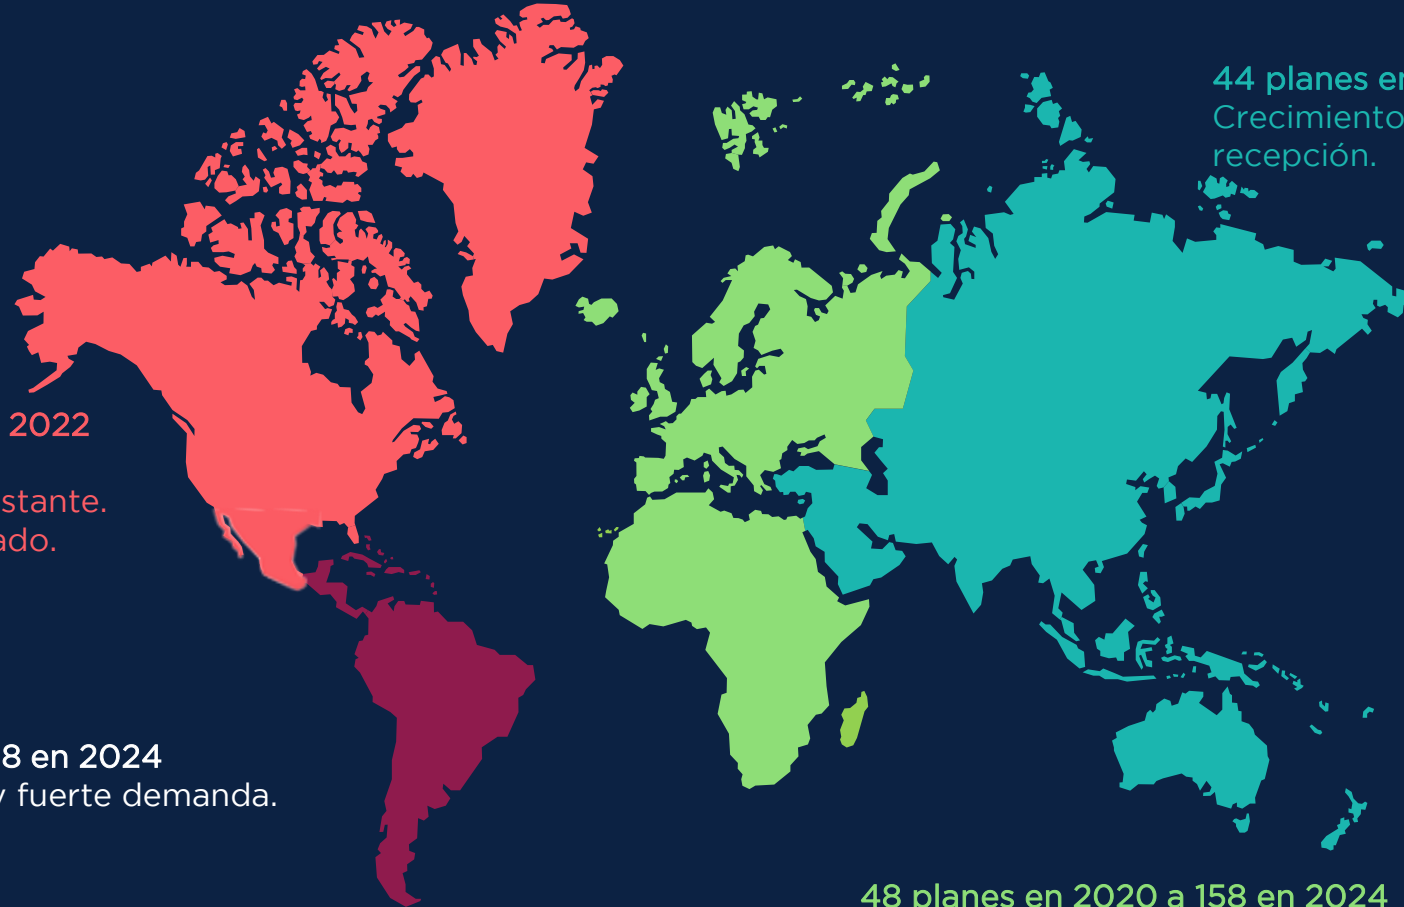 44 planes en
Crecimiento
recepción.
2022
stante.
ado.
8 en 2024
y fuerte demanda.
48 planes en 2020 a 158 en 2024